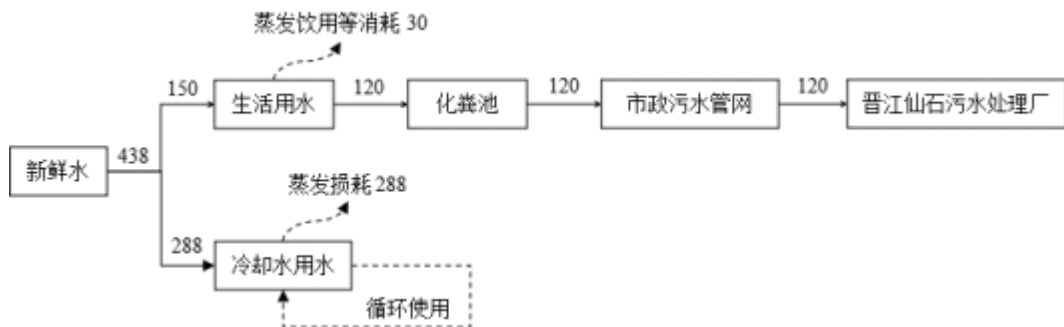 蒸发饮用等消耗 30
150
生活用水
120
化粪池
120
市政污水管网
120
晋江仙石污水处理厂
新鲜水
438
蒸发损耗 288
288
冷却水用水
循环使用